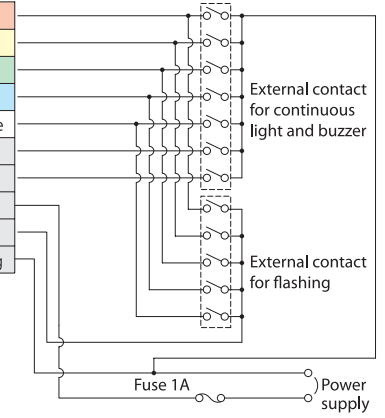 e
External contact
for continuous
light and buzzer
External contact
for flashing
g
Fuse 1A
Power
supply